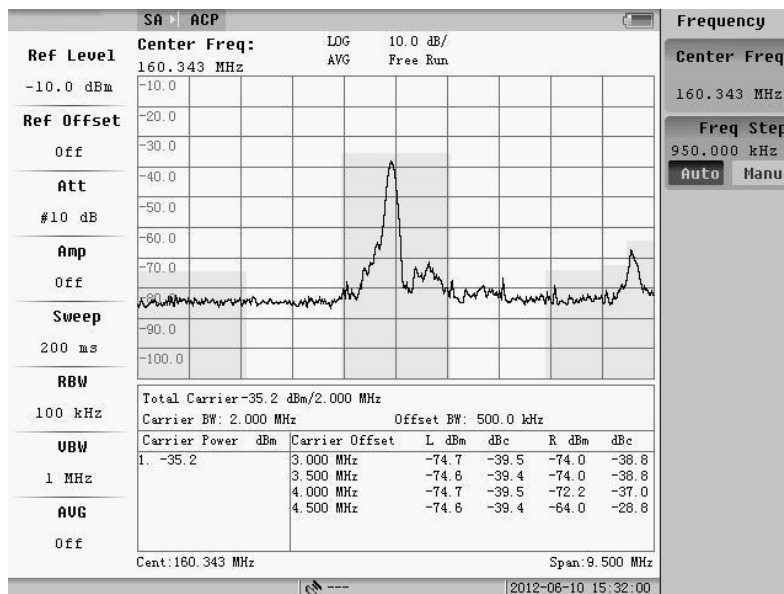 SA ACP
Frequency
Ref Level
-10.0 dBm
Ref Offset
Off
Att
#10 dB
Amp
Off
Sweep
200 ms
RBW
100 kHz
VBW
1 MHz
AVG
Off
Center Freq: LOG 10.0 dB/
160.343 MHz AVG Free Run
-10.0
-20.0
-30.0
-40.0
-50.0
-60.0
-70.0
-80.0
-90.0
-100.0
Total Carrier-35.2 dBm/2.000 MHz
Carrier BW: 2.000 MHz Offset BW: 500.0 kHz
Carrier Power dBm Carrier Offset L dBm dBc R dBm dBc
1. -35.2 3.000 MHz -74.7 -39.5 -74.0 -38.8
3.500 MHz -74.6 -39.4 -74.0 -38.8
4.000 MHz -74.7 -39.5 -72.2 -37.0
4.500 MHz -74.6 -39.4 -64.0 -28.8
Cent:160.343 MHz Span:9.500 MHz
--- 2012-06-10 15:32:00
Center Freq
160.343 MHz
Freq Step
950.000 kHz
Auto Manu